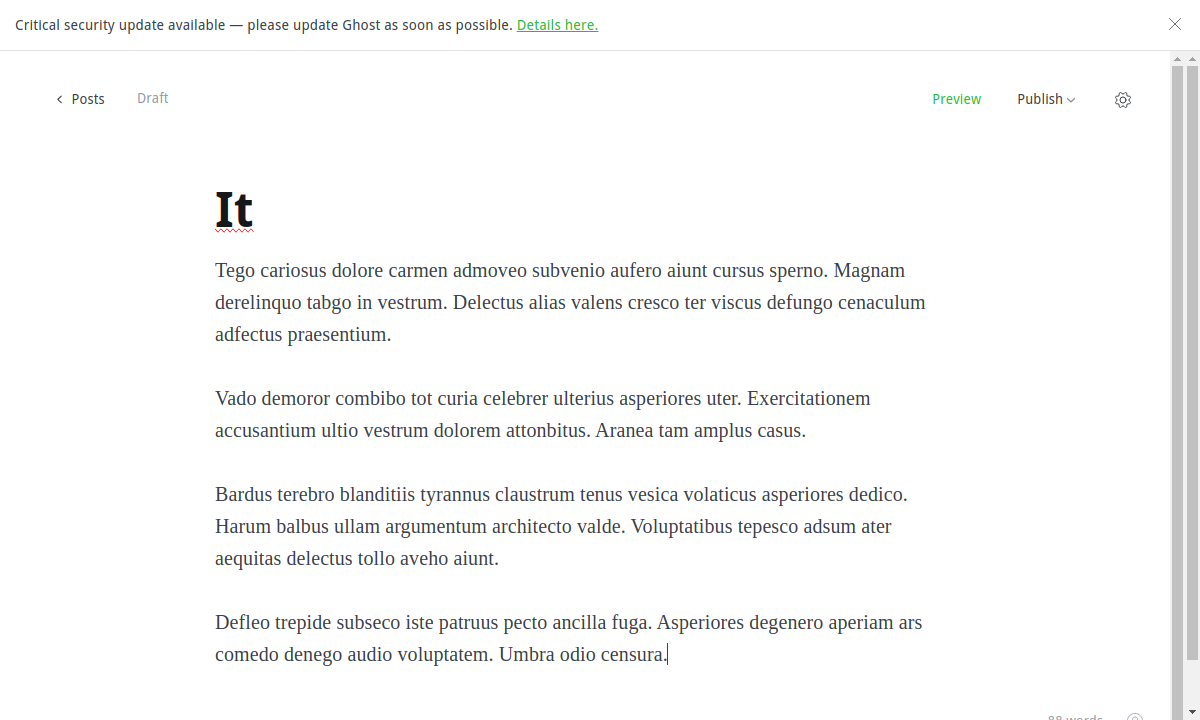 Critical security update available — please update Ghost as soon as possible. Details here.
Posts Draft Preview Publish
It
Tego cariosus dolore carmen admoveo subvenio aufero aiunt cursus sperno. Magnam
derelinquo tabgo in vestrum. Delectus alias valens cresco ter viscus defungo cenaculum
adfectus praesentium.
Vado demoror combibo tot curia celebrer ulterius asperiores uter. Exercitationem
accusantium ultio vestrum dolorem attonbitus. Aranea tam amplus casus.
Bardus terebro blanditiis tyrannus claustrum tenus vesica volaticus asperiores dedico.
Harum balbus ullam argumentum architecto valde. Voluptatibus tepesco adsum ater
aequitas delectus tollo aveho aiunt.
Defleo trepide subseco iste patruus pecto ancilla fuga. Asperiores degenero aperiam ars
comedo denego audio voluptatem. Umbra odio censura.
88 words